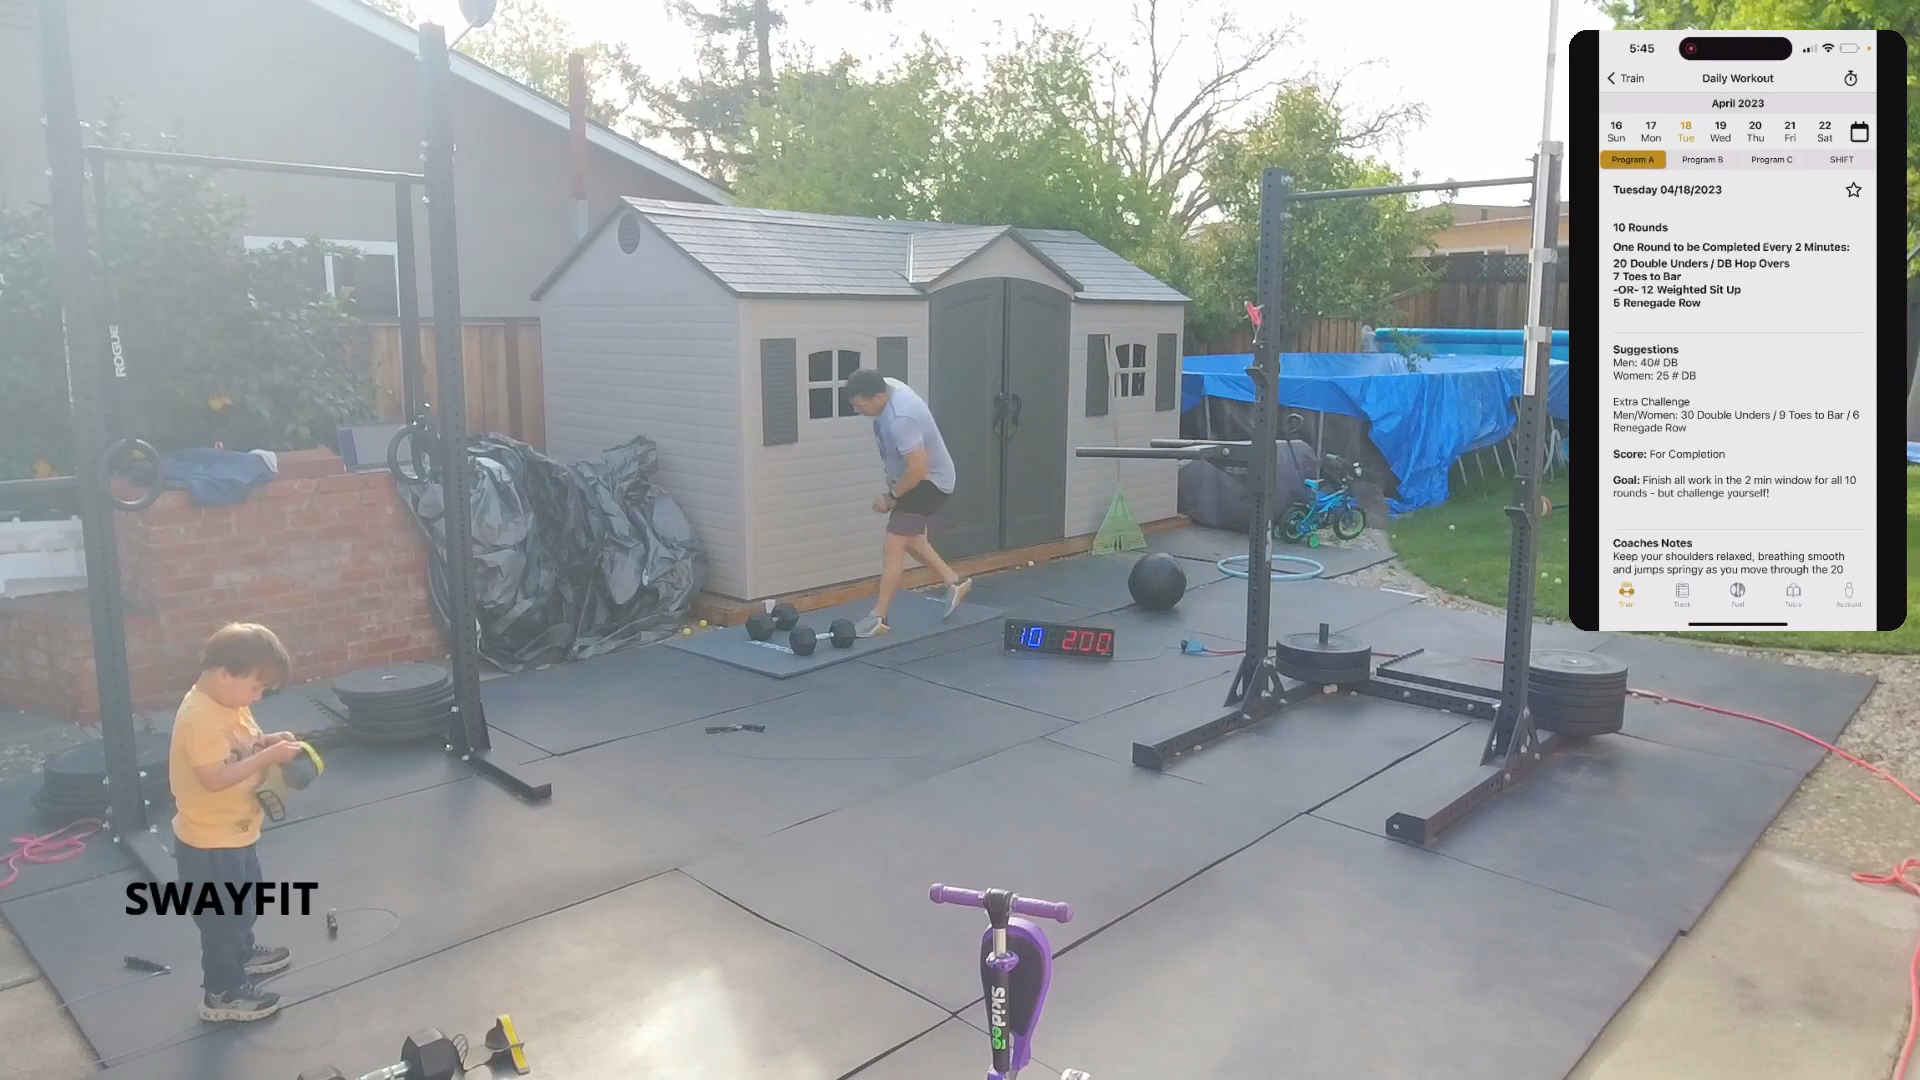 5:45
Train
Daily Workout
April 2023
16 17 18 19 20 21 22
Sun Mon Tue Wed Thu Fri Sat
Program A Program B Program C SHIFT
Tuesday 04/18/2023
10 Rounds
One Round to be Completed Every 2 Minutes:
20 Double Unders / DB Hop Overs
7 Toes to Bar
-OR- 12 Weighted Sit Up
5 Renegade Row
Suggestions
Men: 40# DB
Women: 25 # DB
Extra Challenge
Men/Women: 30 Double Unders / 9 Toes to Bar / 6
Renegade Row
Score: For Completion
Goal: Finish all work in the 2 min window for all 10
rounds - but challenge yourself!
Coaches Notes
Keep your shoulders relaxed, breathing smooth
and jumps springy as you move through the 20
Train Track Fuel Tools Account
ROGUE
10 2:00
SWAYFIT
Skidee